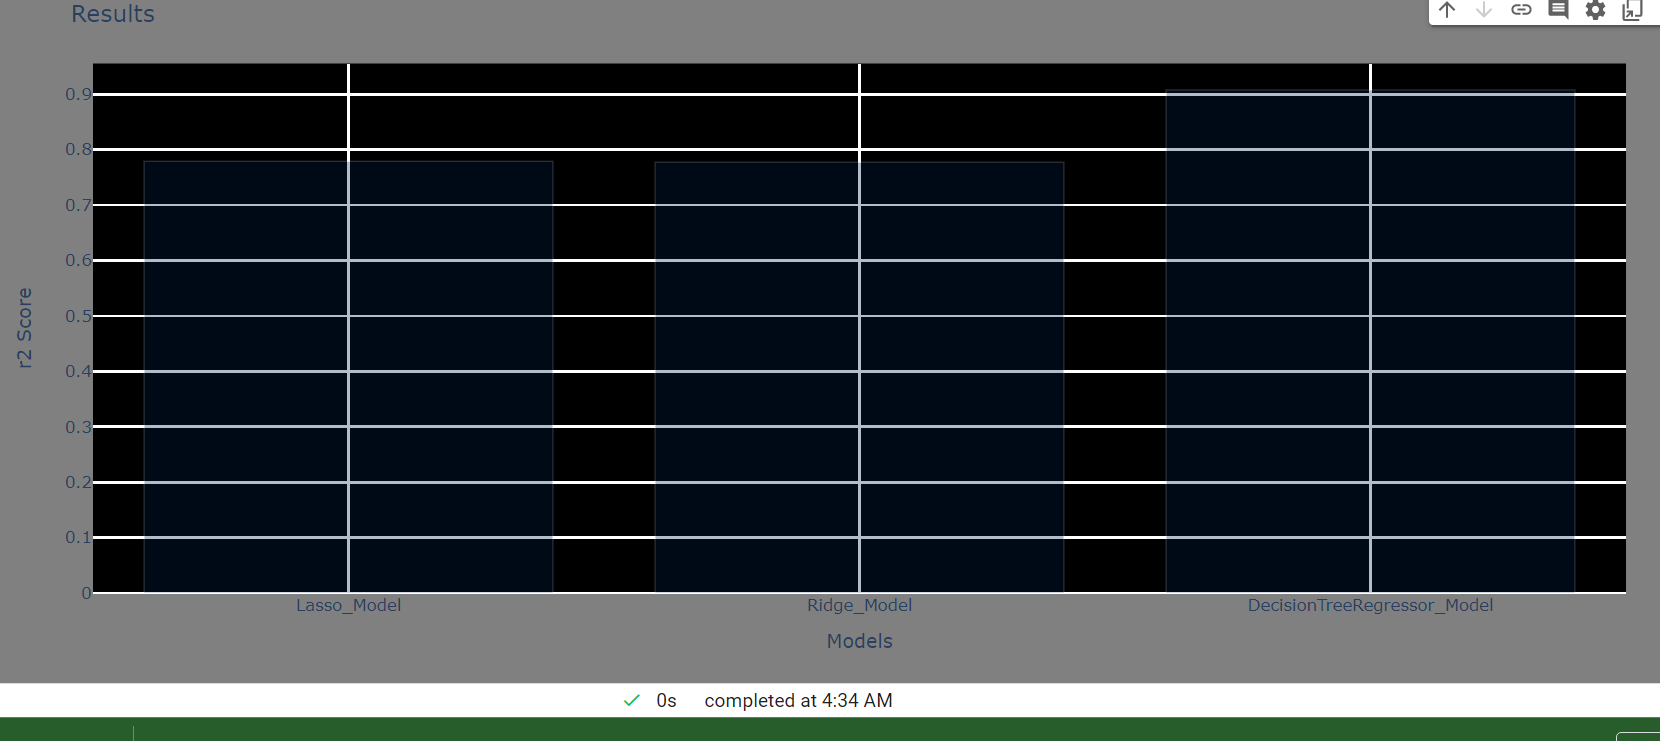 Results
0.9
0.8
0.7
0.6
0.5
0.4
0.3
0.2
0.1
0
r2 Score
Lasso_Model Ridge_Model DecisionTreeRegressor_Model
Models
0s completed at 4:34 AM